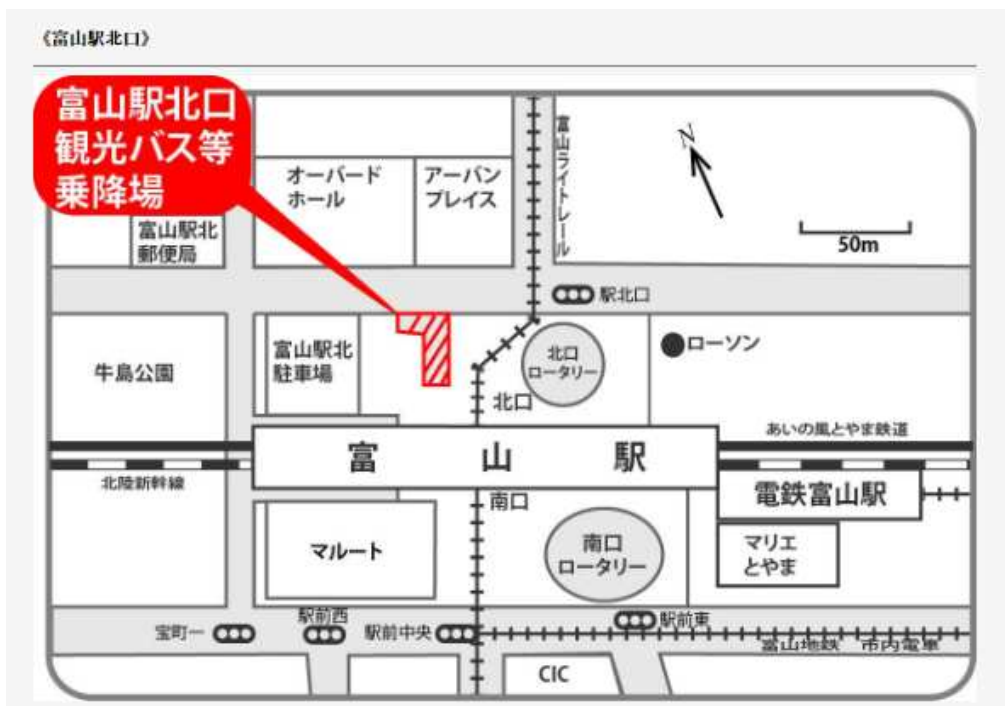 《富山駅北口》
富山駅北口
観光バス等
乗降場
オーバード
ホール
アーバン
プレイス
富山ライトレール
N
50m
富山駅北
郵便局
駅北口
牛島公園
富山駅北
駐車場
北口
ロータリー
ローソン
北口
あいの風とやま鉄道
富山駅
北陸新幹線
電鉄富山駅
南口
マルート
南口
ロータリー
マリエ
とやま
宝町一
駅前西
駅前中央
駅前東
富山地鉄 市内電車
CIC